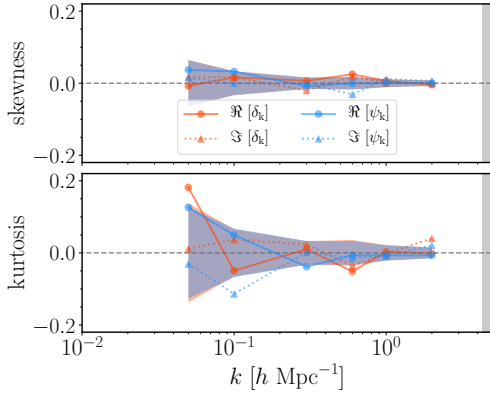 0.2
0.0
−0.2
skewness
ℜ [δk]
ℑ [δk]
ℜ [ψk]
ℑ [ψk]
0.2
0.0
−0.2
kurtosis
10−2
10−1
100
k [h Mpc−1]